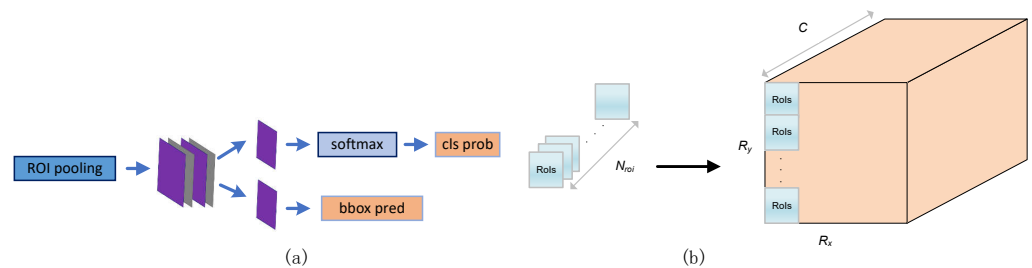 ROI pooling
softmax
cls prob
bbox pred
(a)
RoIs
N_roi
C
RoIs
RoIs
R_y
RoIs
R_x
(b)